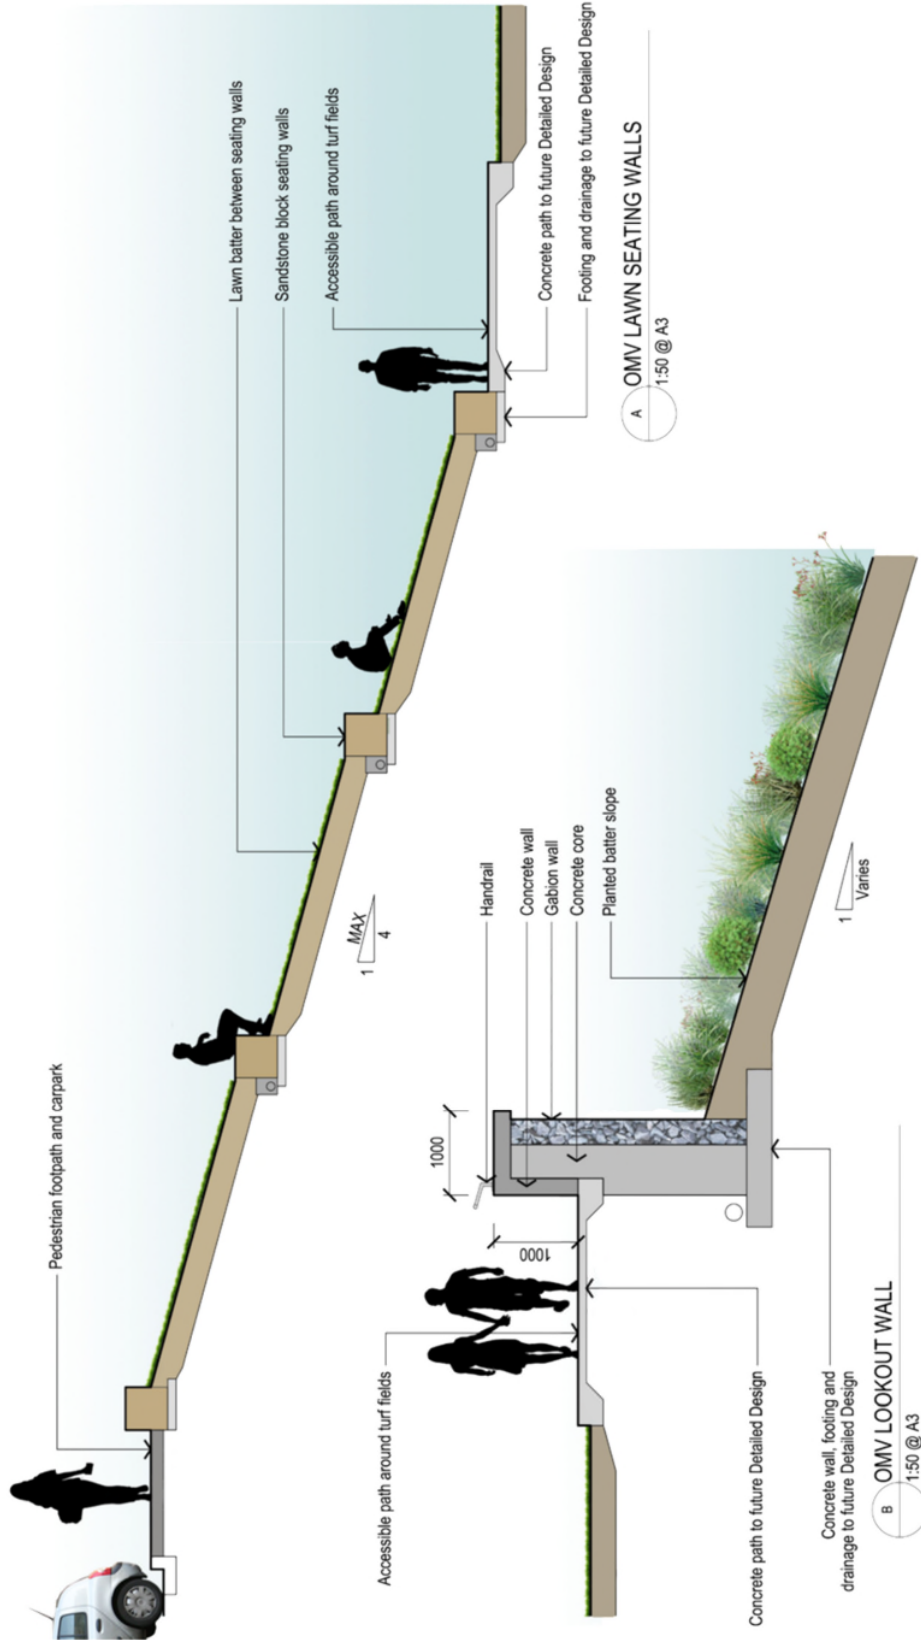 Pedestrian footpath and carpark
Lawn batter between seating walls
Sandstone block seating walls
Accessible path around turf fields
MAX
1
4
Concrete path to future Detailed Design
Footing and drainage to future Detailed Design
A
OMV LAWN SEATING WALLS
1:50 @ A3
Accessible path around turf fields
1000
1000
Handrail
Concrete wall
Gabion wall
Concrete core
Planted batter slope
1
Varies
Concrete path to future Detailed Design
Concrete wall, footing and
drainage to future Detailed Design
B
OMV LOOKOUT WALL
1:50 @ A3